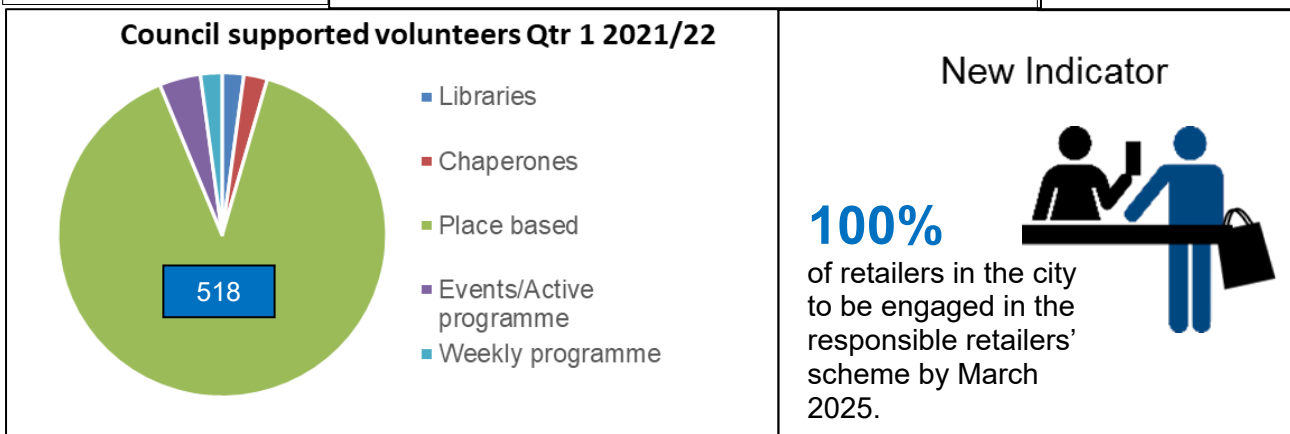 Council supported volunteers Qtr 1 2021/22
Libraries
Chaperones
Place based
Events/Active
programme
Weekly programme
518
New Indicator
100%
of retailers in the city
to be engaged in the
responsible retailers’
scheme by March
2025.